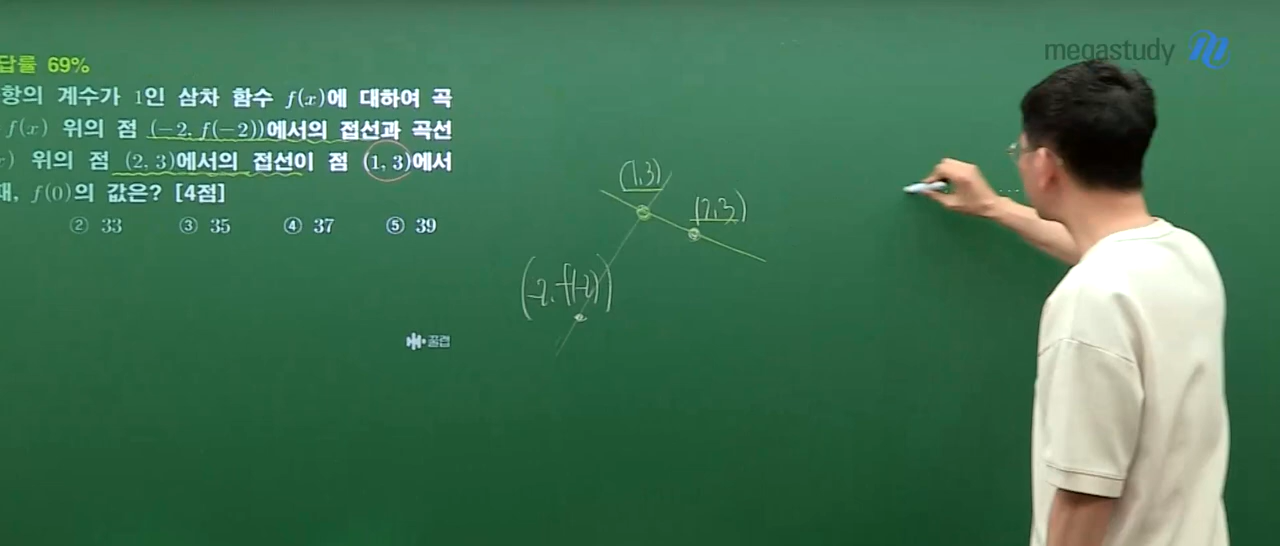 megastudy
답률 69%
항의 계수가 1인 삼차 함수 f(x)에 대하여 곡
f(x) 위의 점 (-2, f(-2))에서의 접선과 곡선
) 위의 점 (2, 3)에서의 접선이 점 (1, 3)에서
때, f(0)의 값은? [4점]
② 33 ③ 35 ④ 37 ⑤ 39
(1,3)
(2,3)
(-2, f(-2))
꿀렵